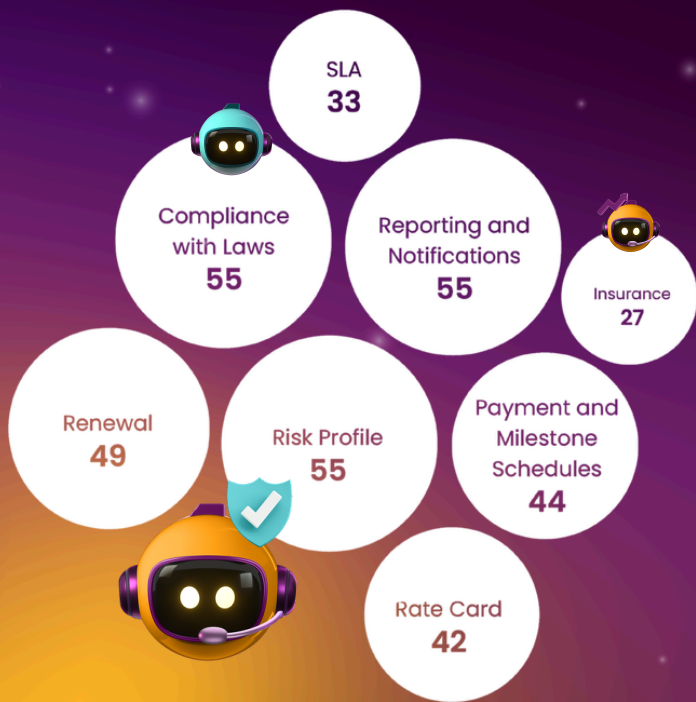 SLA
33
Compliance
with Laws
55
Reporting and
Notifications
55
Insurance
27
Renewal
49
Risk Profile
55
Payment and
Milestone
Schedules
44
Rate Card
42